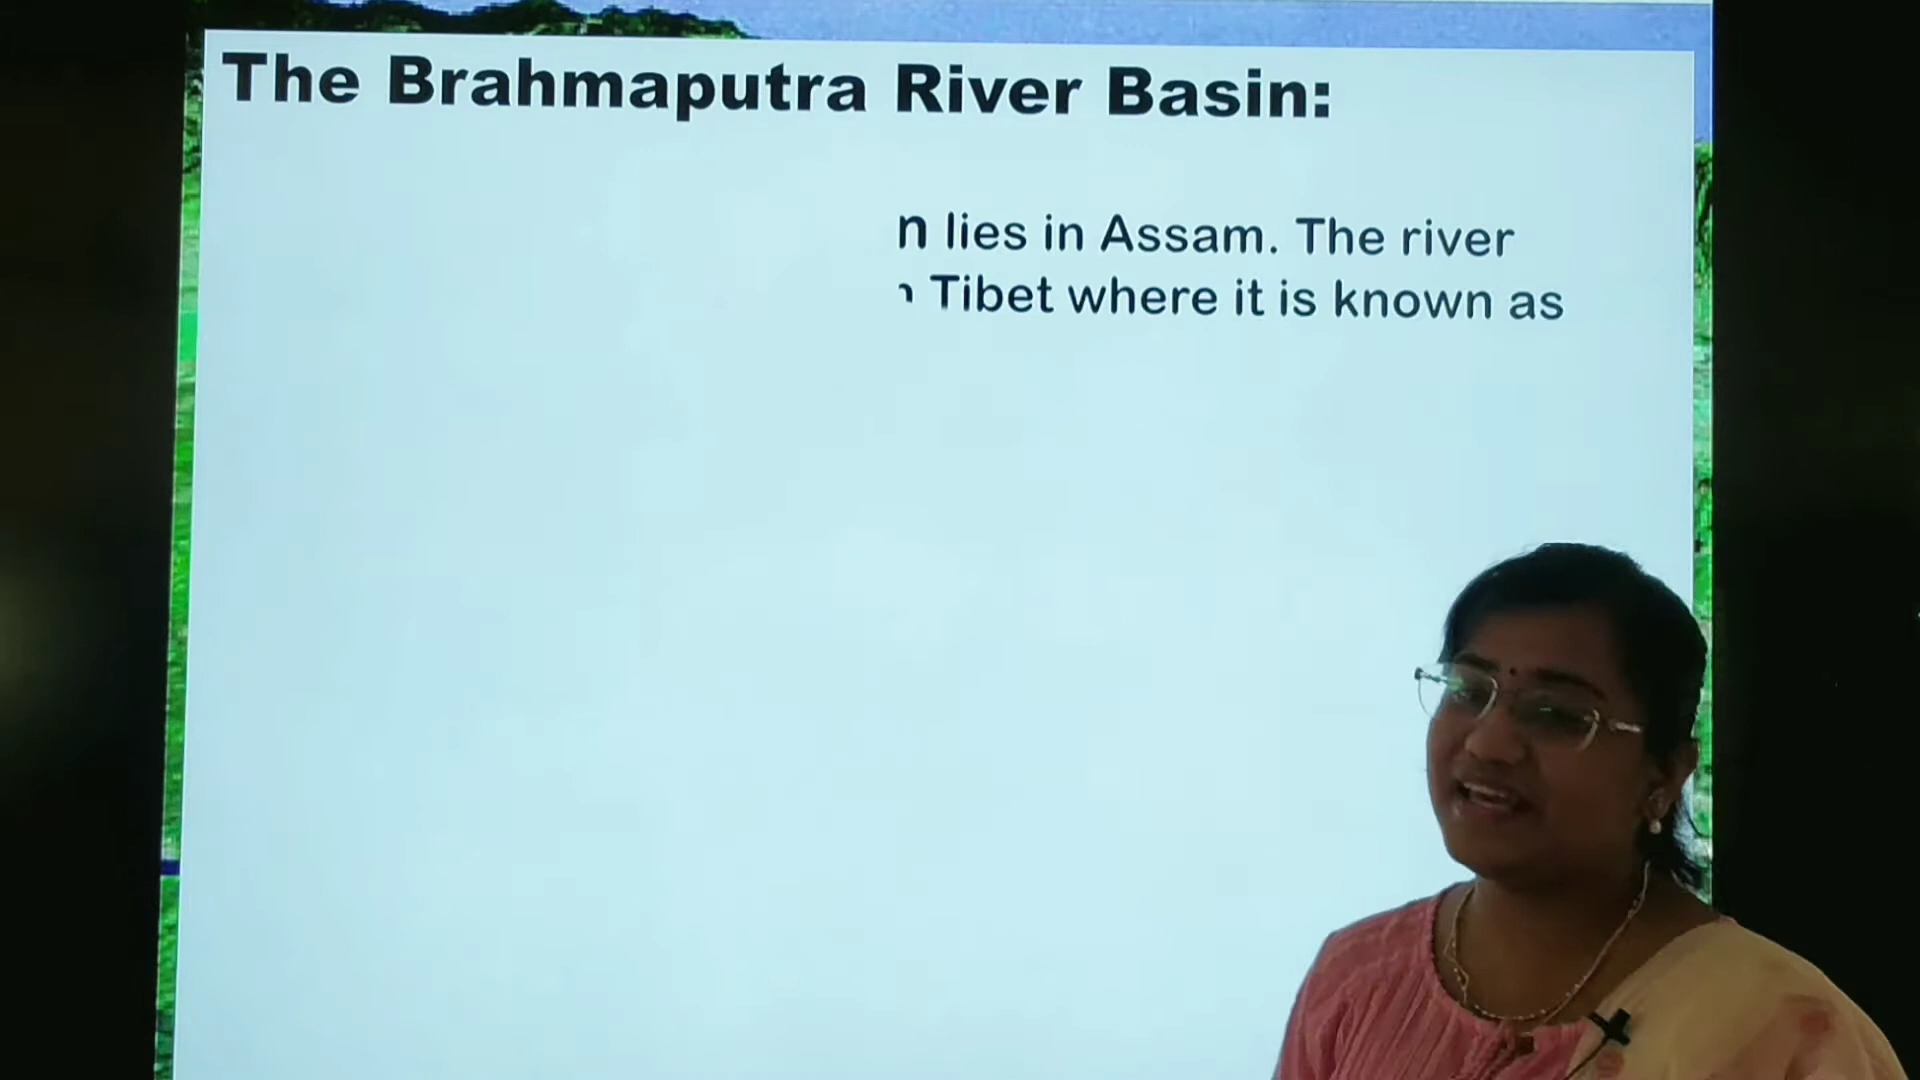 The Brahmaputra River Basin:
n lies in Assam. The river
Tibet where it is known as